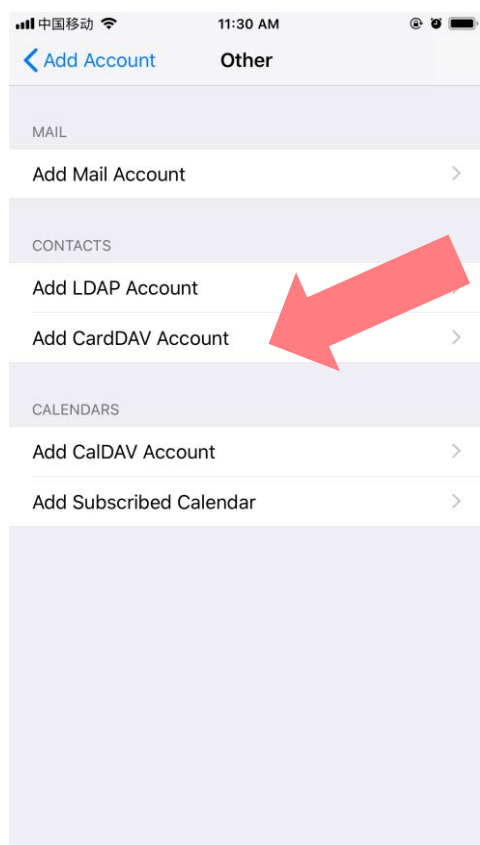 中国移动 11:30 AM
Add Account Other
MAIL
Add Mail Account
CONTACTS
Add LDAP Account
Add CardDAV Account
CALENDARS
Add CalDAV Account
Add Subscribed Calendar